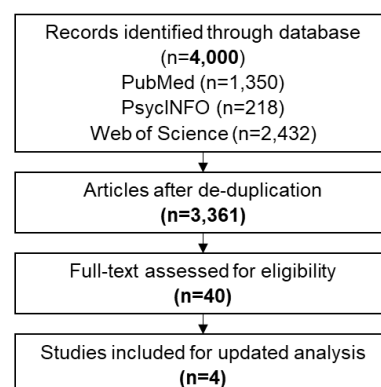 Records identified through database
(n=4,000)
PubMed (n=1,350)
PsycINFO (n=218)
Web of Science (n=2,432)
Articles after de-duplication
(n=3,361)
Full-text assessed for eligibility
(n=40)
Studies included for updated analysis
(n=4)